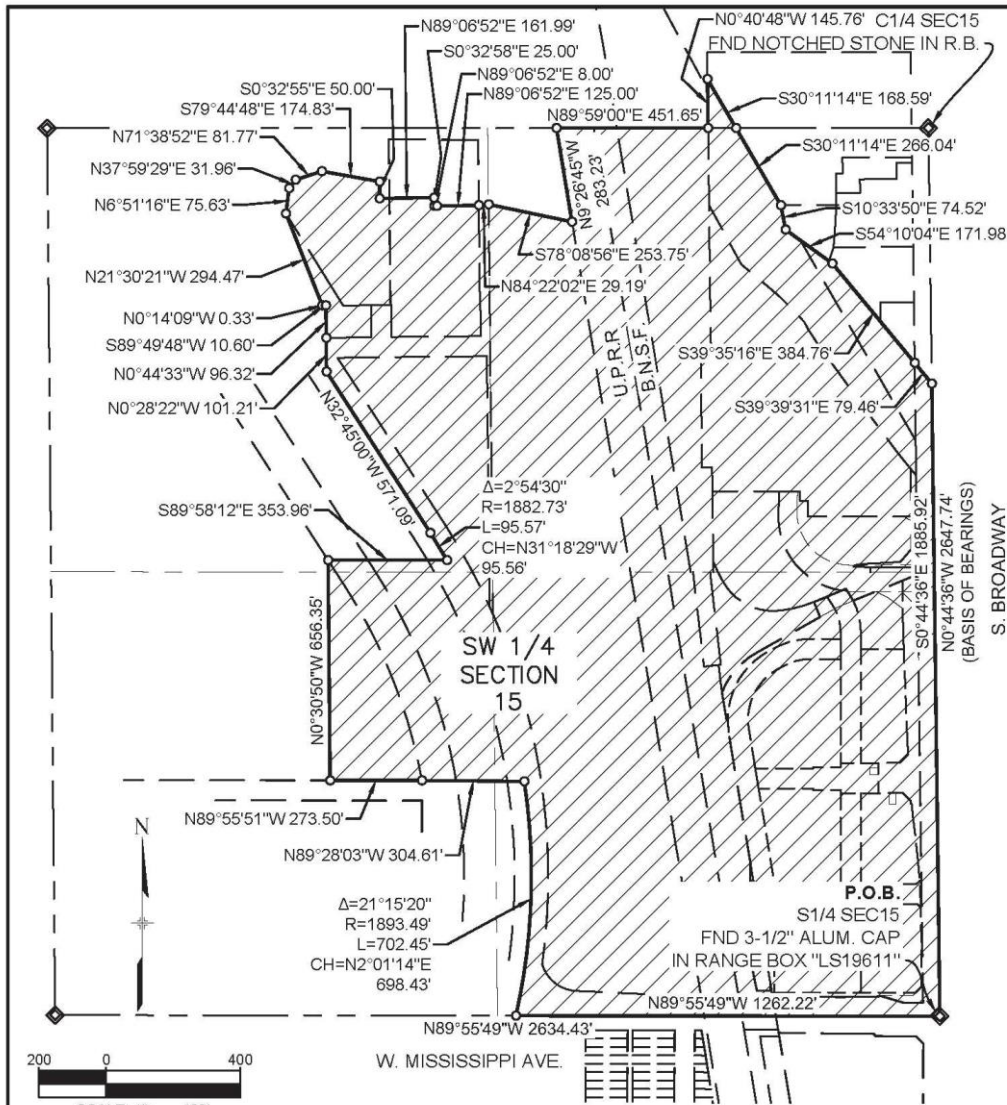 N89°06'52"E 161.99'
S0°32'58"E 25.00'
N89°06'52"E 8.00'
N89°06'52"E 125.00'
N0°40'48"W 145.76'
C1/4 SEC15
FND NOTCHED STONE IN R.B.
S0°32'55"E 50.00'
S79°44'48"E 174.83'
N71°38'52"E 81.77'
N37°59'29"E 31.96'
N6°51'16"E 75.63'
N89°59'00"E 451.65'
S30°11'14"E 168.59'
S30°11'14"E 266.04'
S10°33'50"E 74.52'
S54°10'04"E 171.98'
N9°26'45"W
283.23'
S78°08'56"E 253.75'
N84°22'02"E 29.19'
N21°30'21"W 294.47'
N0°14'09"W 0.33'
S89°49'48"W 10.60'
N0°44'33"W 96.32'
N0°28'22"W 101.21'
U.P.R.R
B.N.S.F
S39°35'16"E 384.76'
S39°39'31"E 79.46'
N32°45'00"W 571.09'
S89°58'12"E 353.96'
Δ=2°54'30"
R=1882.73'
L=95.57'
CH=N31°18'29"W
95.56'
S0°44'36"E 1885.92'
N0°44'36"W 2647.74'
(BASIS OF BEARINGS)
S. BROADWAY
N0°30'50"W 656.35'
SW 1/4
SECTION
15
N89°55'51"W 273.50'
N89°28'03"W 304.61'
N
Δ=21°15'20"
R=1893.49'
L=702.45'
CH=N2°01'14"E
698.43'
P.O.B.
S1/4 SEC15
FND 3-1/2" ALUM. CAP
IN RANGE BOX "LS19611"
N89°55'49"W 1262.22'
N89°55'49"W 2634.43'
W. MISSISSIPPI AVE.
200 0 400